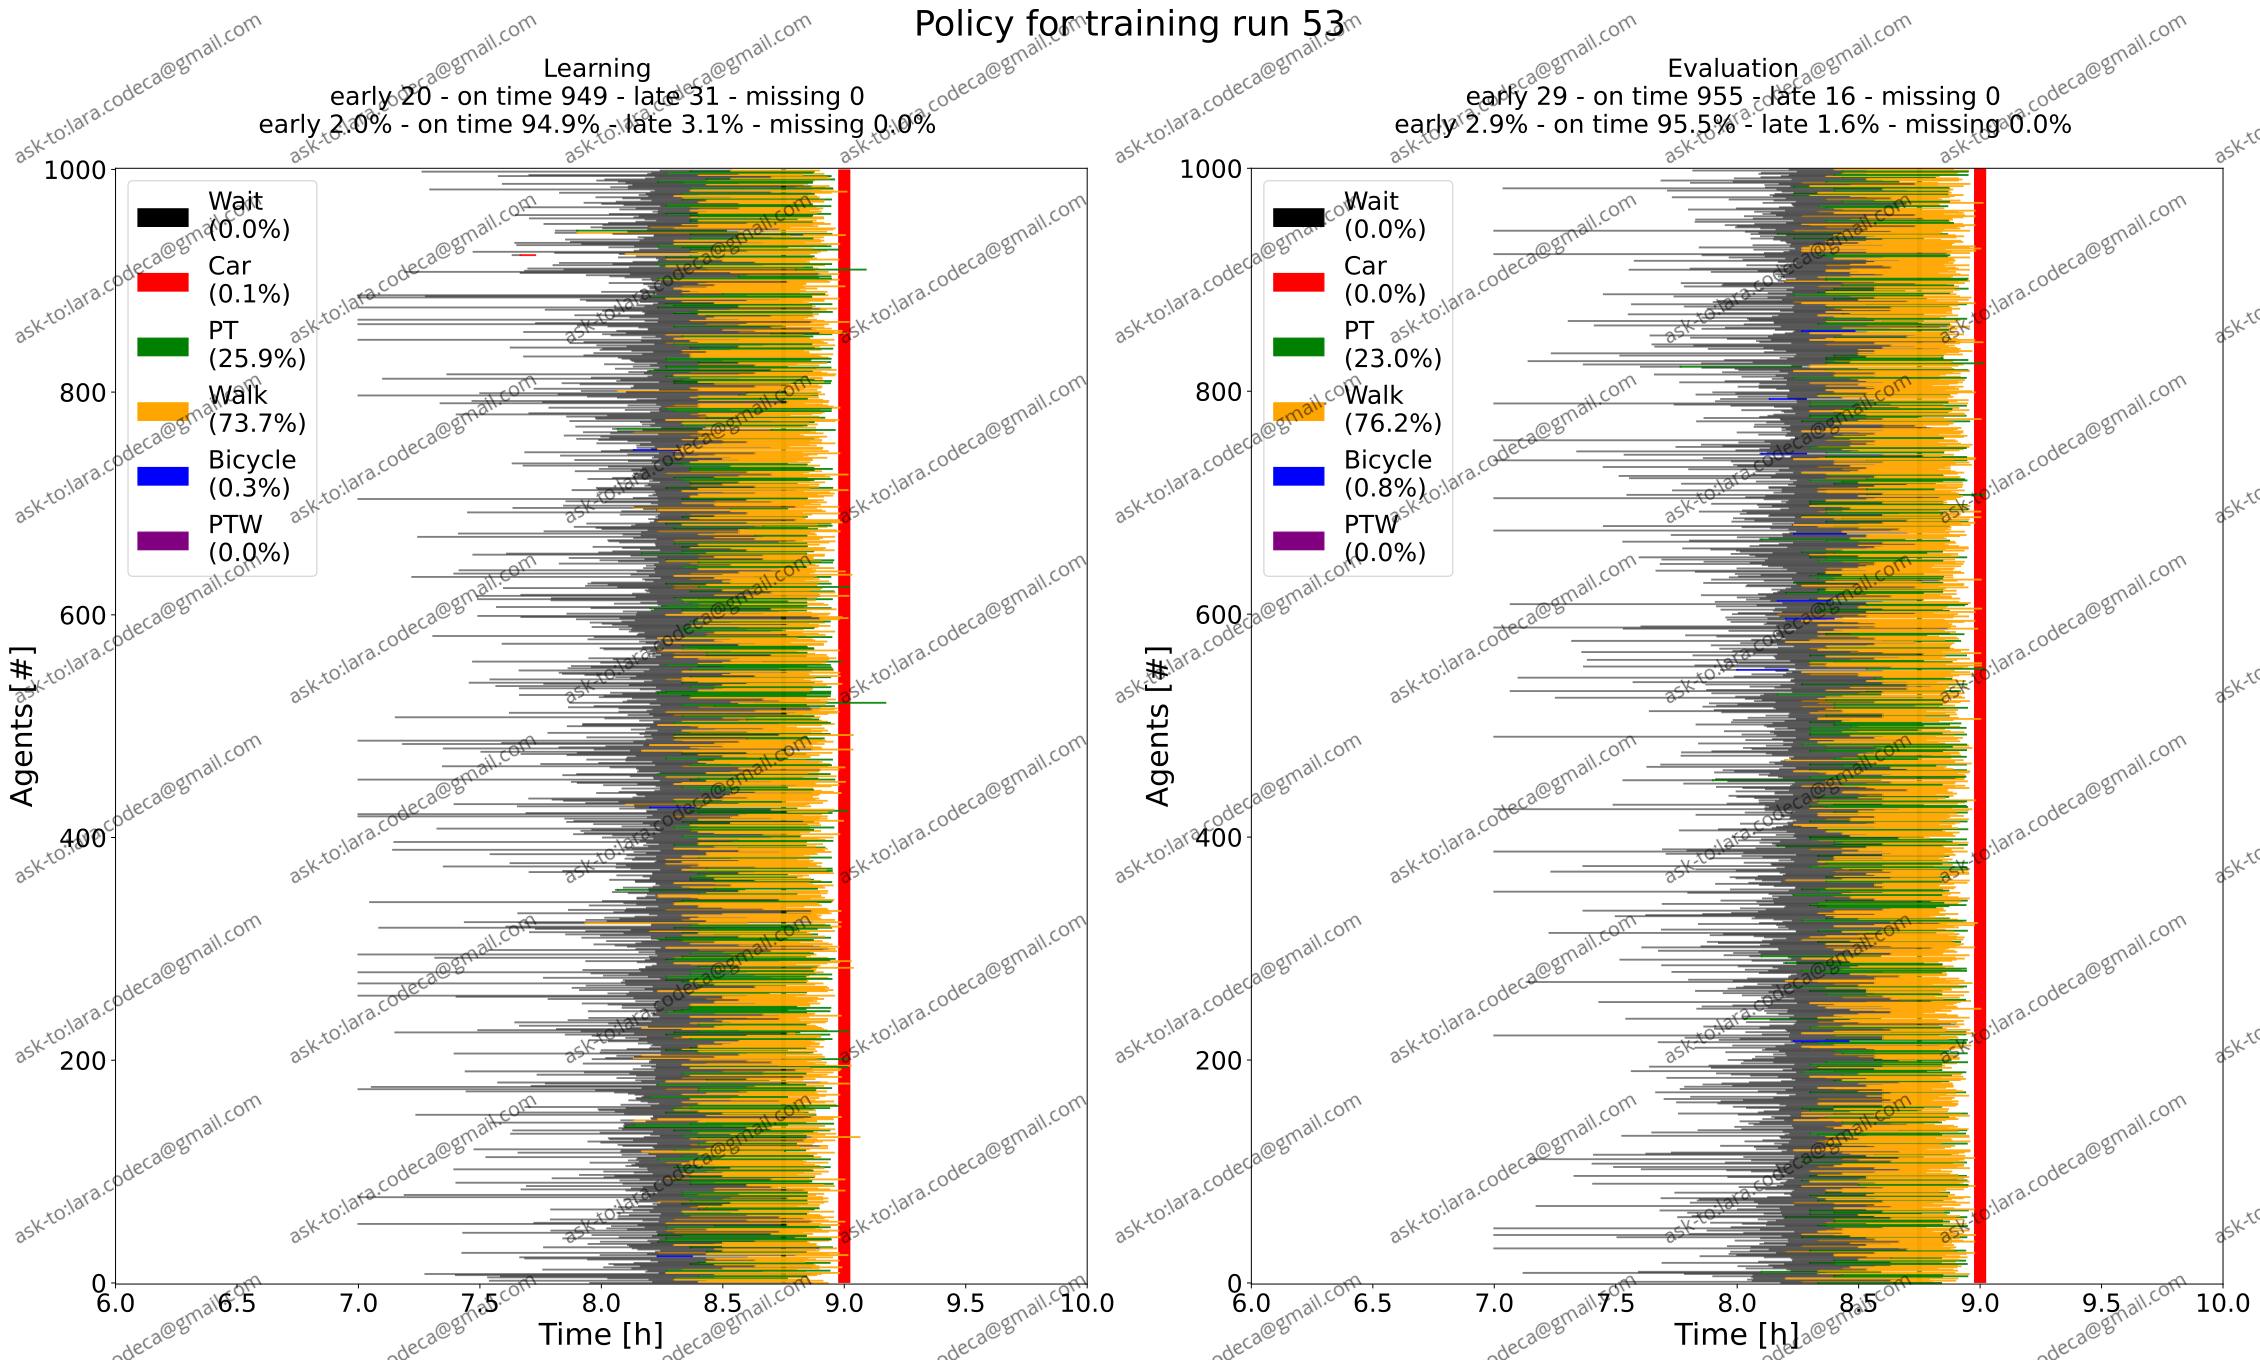 Policy for training run 53
Learning
early 20 - on time 949 - late 31 - missing 0
early 2.0% - on time 94.9% - late 3.1% - missing 0.0%
Agents [#]
1000
800
600
400
200
0
Wait
(0.0%)
Car
(0.1%)
PT
(25.9%)
Walk
(73.7%)
Bicycle
(0.3%)
PTW
(0.0%)
6.0 6.5 7.0 7.5 8.0 8.5 9.0 9.5 10.0
Time [h]
Evaluation
early 29 - on time 955 - late 16 - missing 0
early 2.9% - on time 95.5% - late 1.6% - missing 0.0%
Agents [#]
1000
800
600
400
200
0
Wait
(0.0%)
Car
(0.0%)
PT
(23.0%)
Walk
(76.2%)
Bicycle
(0.8%)
PTW
(0.0%)
6.0 6.5 7.0 7.5 8.0 8.5 9.0 9.5 10.0
Time [h]
ask-to:lara.codeca@gmail.com